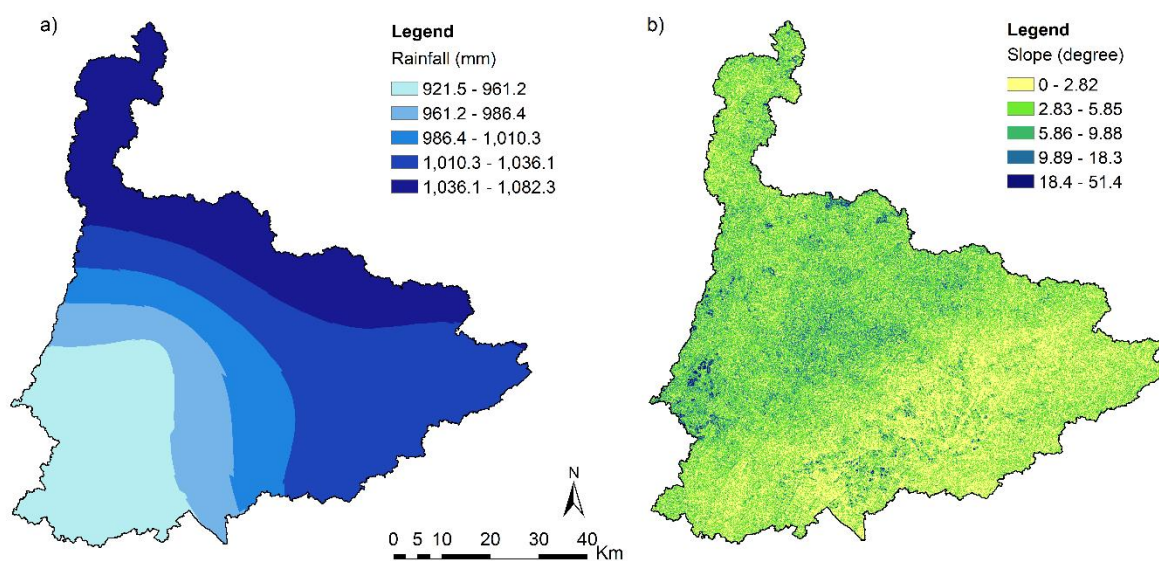 a)
Legend
Rainfall (mm)
921.5 - 961.2
961.2 - 986.4
986.4 - 1,010.3
1,010.3 - 1,036.1
1,036.1 - 1,082.3
N
0 5 10 20 30 40
Km
b)
Legend
Slope (degree)
0 - 2.82
2.83 - 5.85
5.86 - 9.88
9.89 - 18.3
18.4 - 51.4